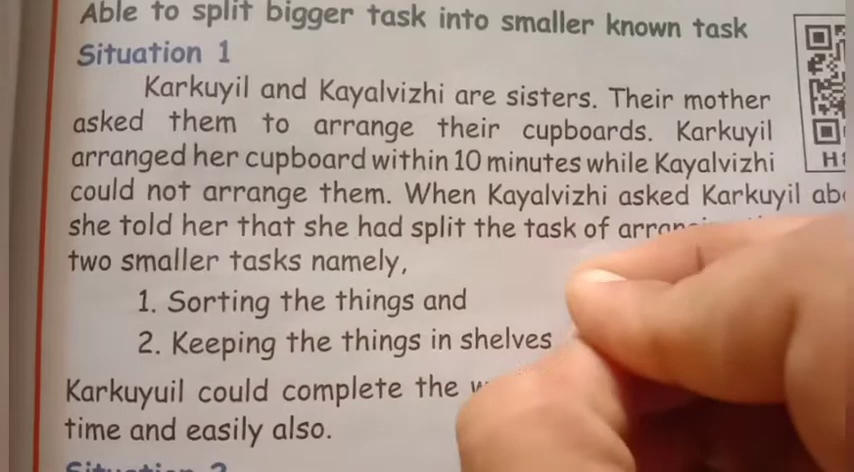 Able to split bigger task into smaller known task
Situation 1
Karkuyil and Kayalvizhi are sisters. Their mother
asked them to arrange their cupboards. Karkuyil
arranged her cupboard within 10 minutes while Kayalvizhi
could not arrange them. When Kayalvizhi asked Karkuyil
she told her that she had split the task of
two smaller tasks namely,
1. Sorting the things and
2. Keeping the things in shelves
Karkuyuil could complete the
time and easily also.